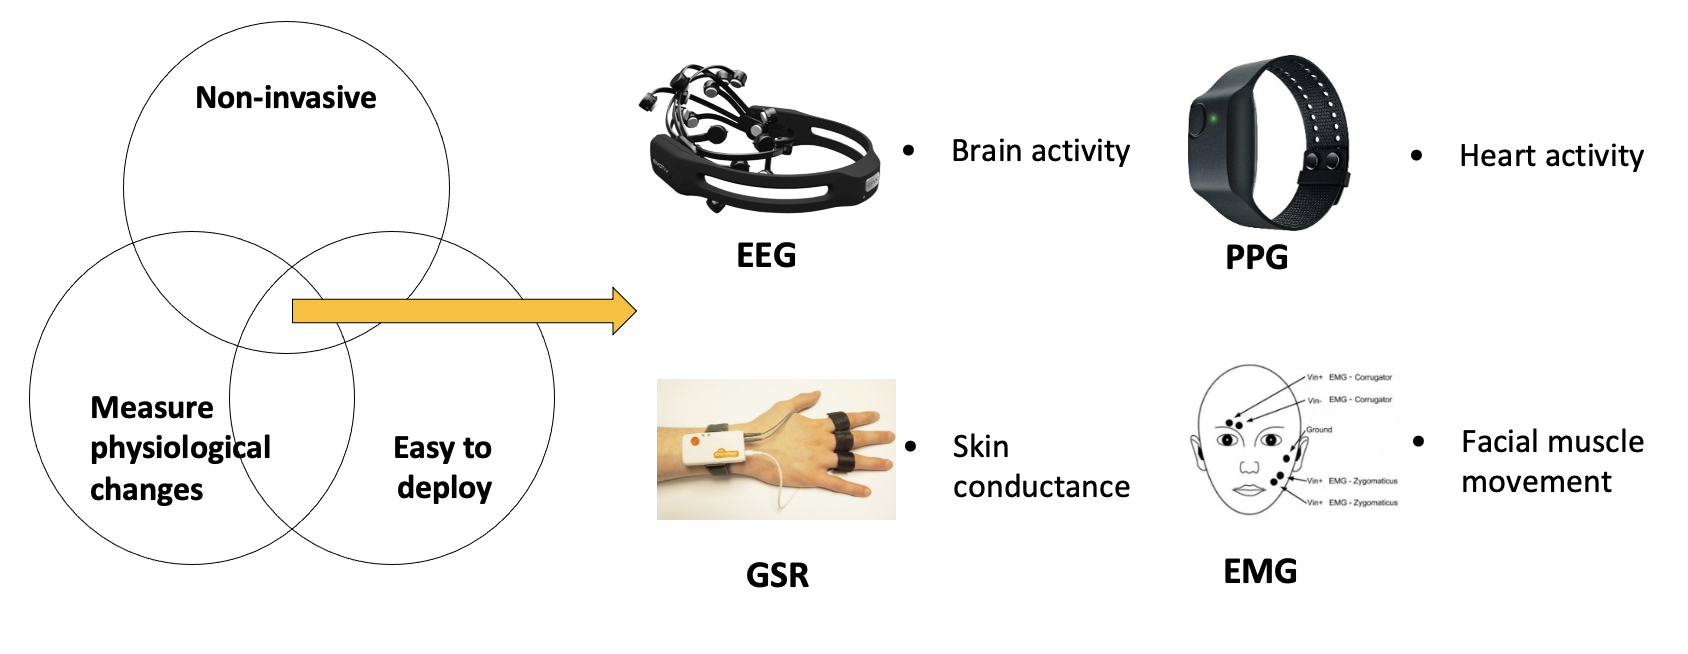 Non-invasive
Measure
physiological
changes
Easy to
deploy
Brain activity
EEG
Heart activity
PPG
Skin
conductance
GSR
Vin+ EMG - Corrugator
Vin- EMG - Corrugator
Ground
Vin+ EMG - Zygomaticus
Vin+ EMG - Zygomaticus
Facial muscle
movement
EMG